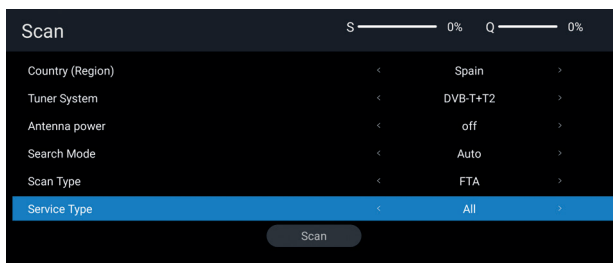 Scan S 0% Q 0%
Country (Region) < Spain >
Tuner System < DVB-T+T2 >
Antenna power < off >
Search Mode < Auto >
Scan Type < FTA >
Service Type < All >
Scan